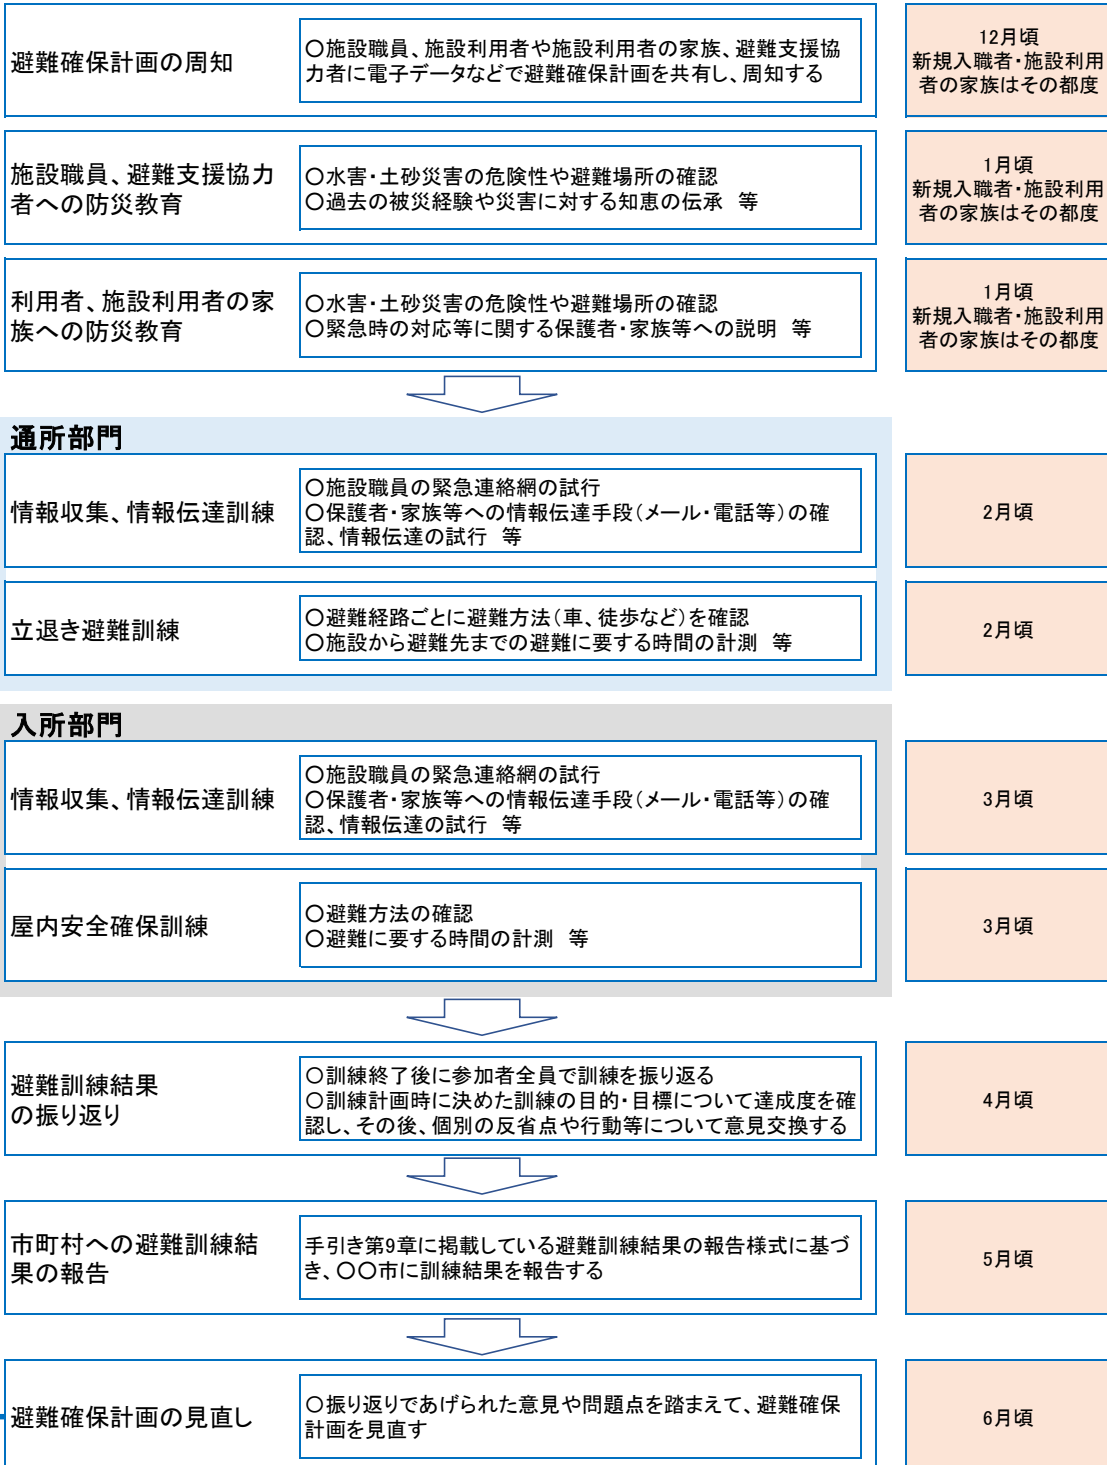 避難確保計画の周知
〇施設職員、施設利用者や施設利用者の家族、避難支援協
力者に電子データなどで避難確保計画を共有し、周知する
12月頃
新規入職者・施設利用
者の家族はその都度
施設職員、避難支援協力
者への防災教育
〇水害・土砂災害の危険性や避難場所の確認
〇過去の被災経験や災害に対する知恵の伝承　等
1月頃
新規入職者・施設利用
者の家族はその都度
利用者、施設利用者の家
族への防災教育
〇水害・土砂災害の危険性や避難場所の確認
〇緊急時の対応等に関する保護者・家族等への説明　等
1月頃
新規入職者・施設利用
者の家族はその都度
通所部門
情報収集、情報伝達訓練
〇施設職員の緊急連絡網の試行
〇保護者・家族等への情報伝達手段（メール・電話等）の確
認、情報伝達の試行　等
2月頃
立退き避難訓練
〇避難経路ごとに避難方法（車、徒歩など）を確認
〇施設から避難先までの避難に要する時間の計測　等
2月頃
入所部門
情報収集、情報伝達訓練
〇施設職員の緊急連絡網の試行
〇保護者・家族等への情報伝達手段（メール・電話等）の確
認、情報伝達の試行　等
3月頃
屋内安全確保訓練
〇避難方法の確認
〇避難に要する時間の計測　等
3月頃
避難訓練結果
の振り返り
〇訓練終了後に参加者全員で訓練を振り返る
〇訓練計画時に決めた訓練の目的・目標について達成度を確
認し、その後、個別の反省点や行動等について意見交換する
4月頃
市町村への避難訓練結
果の報告
手引き第9章に掲載している避難訓練結果の報告様式に基づ
き、〇〇市に訓練結果を報告する
5月頃
避難確保計画の見直し
〇振り返りであげられた意見や問題点を踏まえて、避難確保
計画を見直す
6月頃